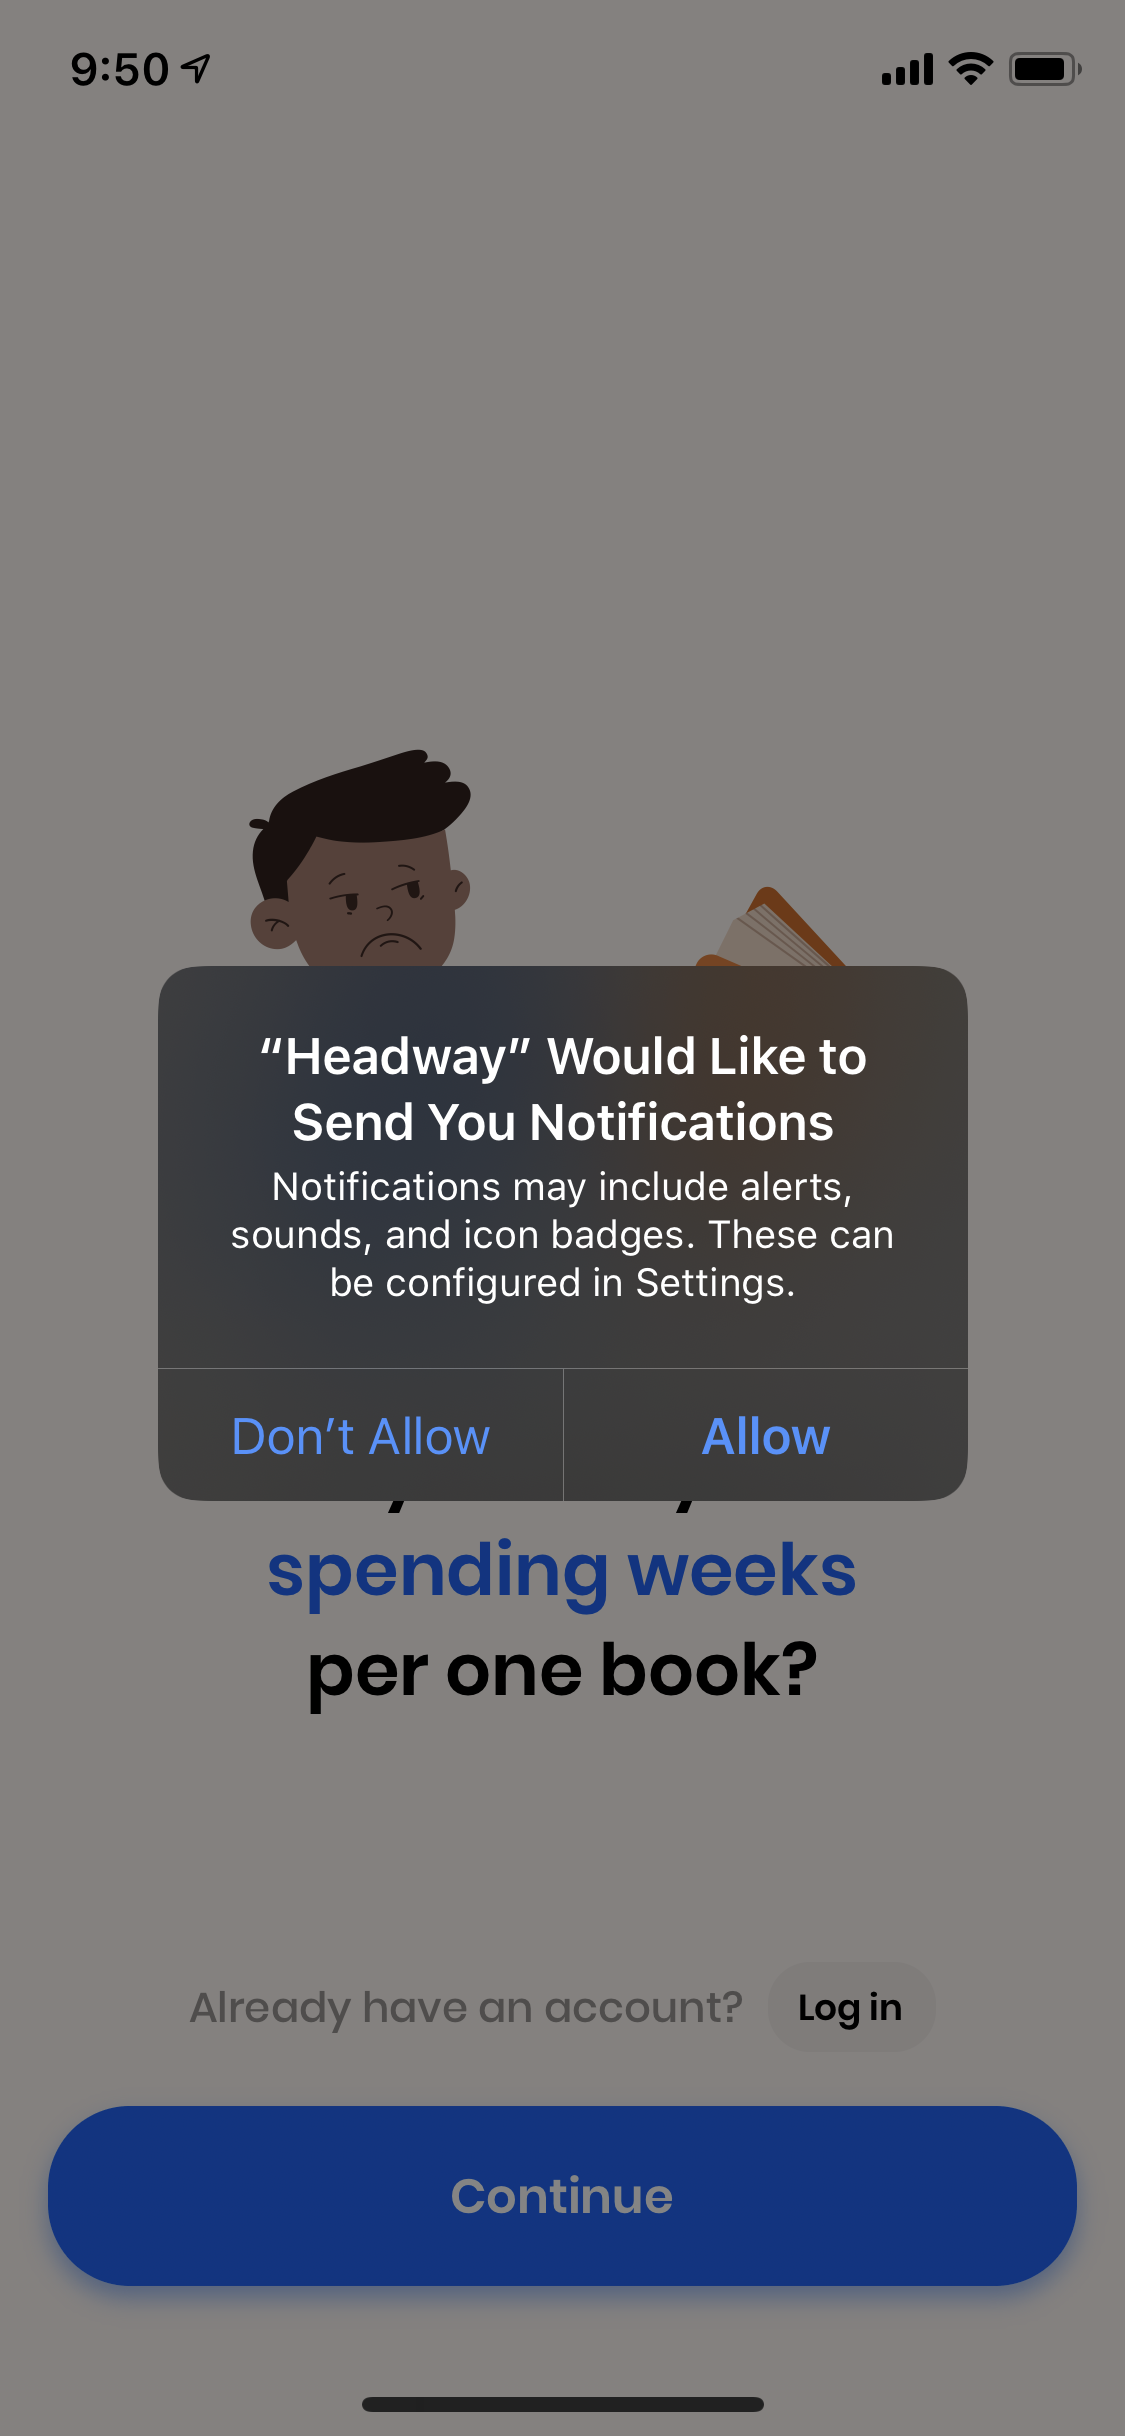 9:50
“Headway” Would Like to
Send You Notifications
Notifications may include alerts,
sounds, and icon badges. These can
be configured in Settings.
Don’t Allow
Allow
spending weeks
per one book?
Already have an account?
Log in
Continue